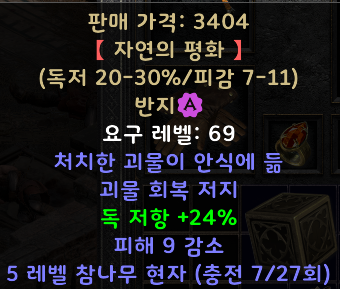 판매 가격: 3404
【 자연의 평화 】
(독저 20-30%/피감 7-11)
반지 A
요구 레벨: 69
처치한 괴물이 안식에 듦
괴물 회복 저지
독 저항 +24%
피해 9 감소
5 레벨 참나무 현자 (충전 7/27회)